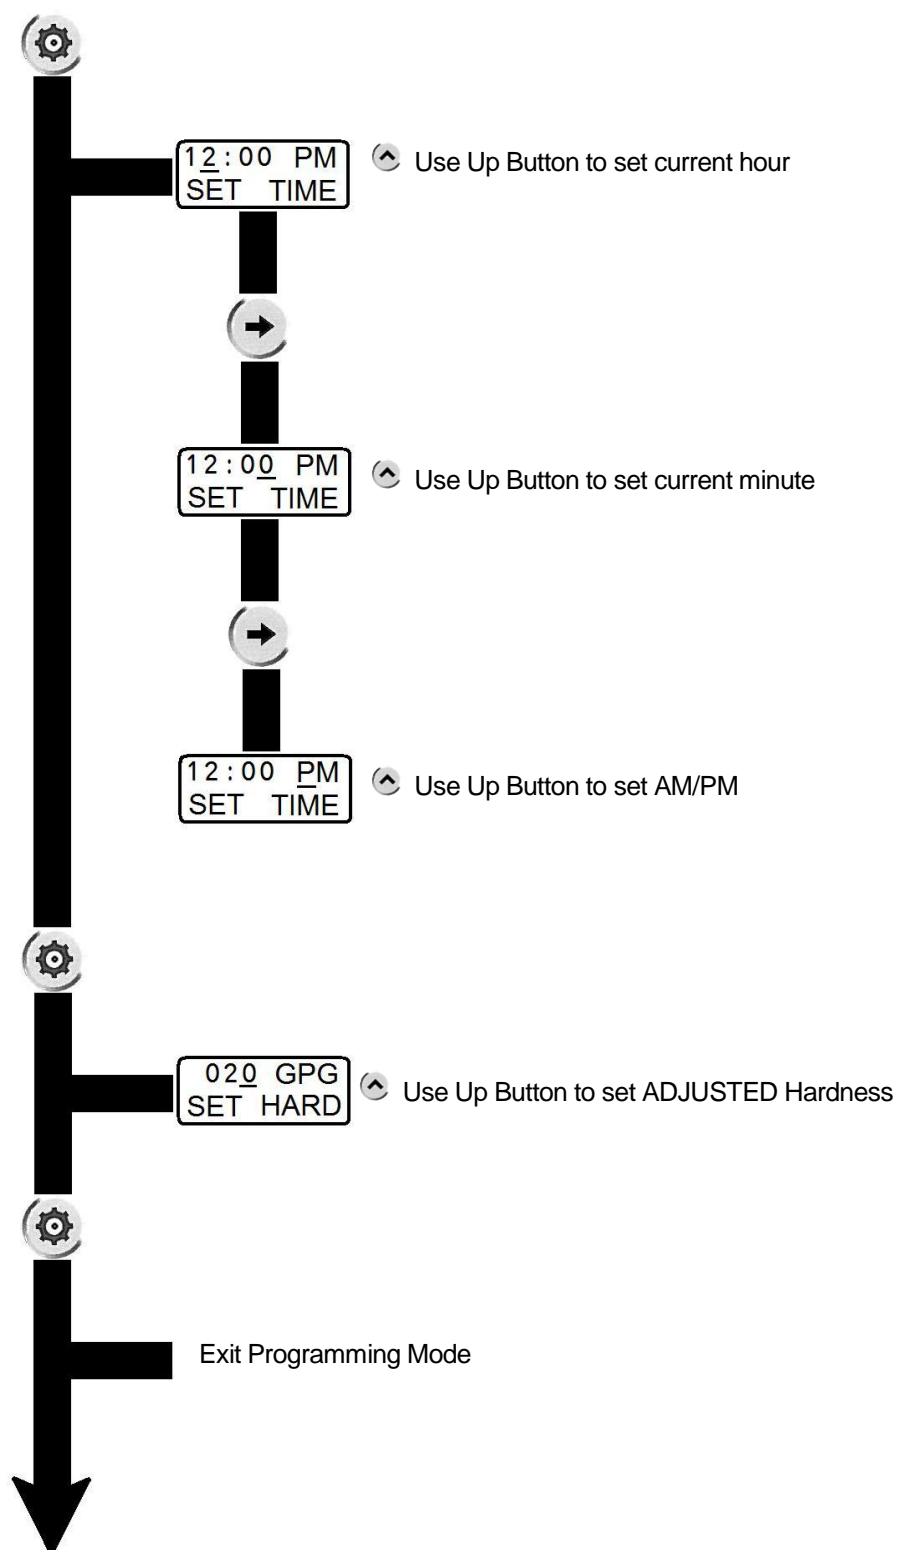 12:00 PM
SET TIME
Use Up Button to set current hour
12:00 PM
SET TIME
Use Up Button to set current minute
12:00 PM
SET TIME
Use Up Button to set AM/PM
020 GPG
SET HARD
Use Up Button to set ADJUSTED Hardness
Exit Programming Mode